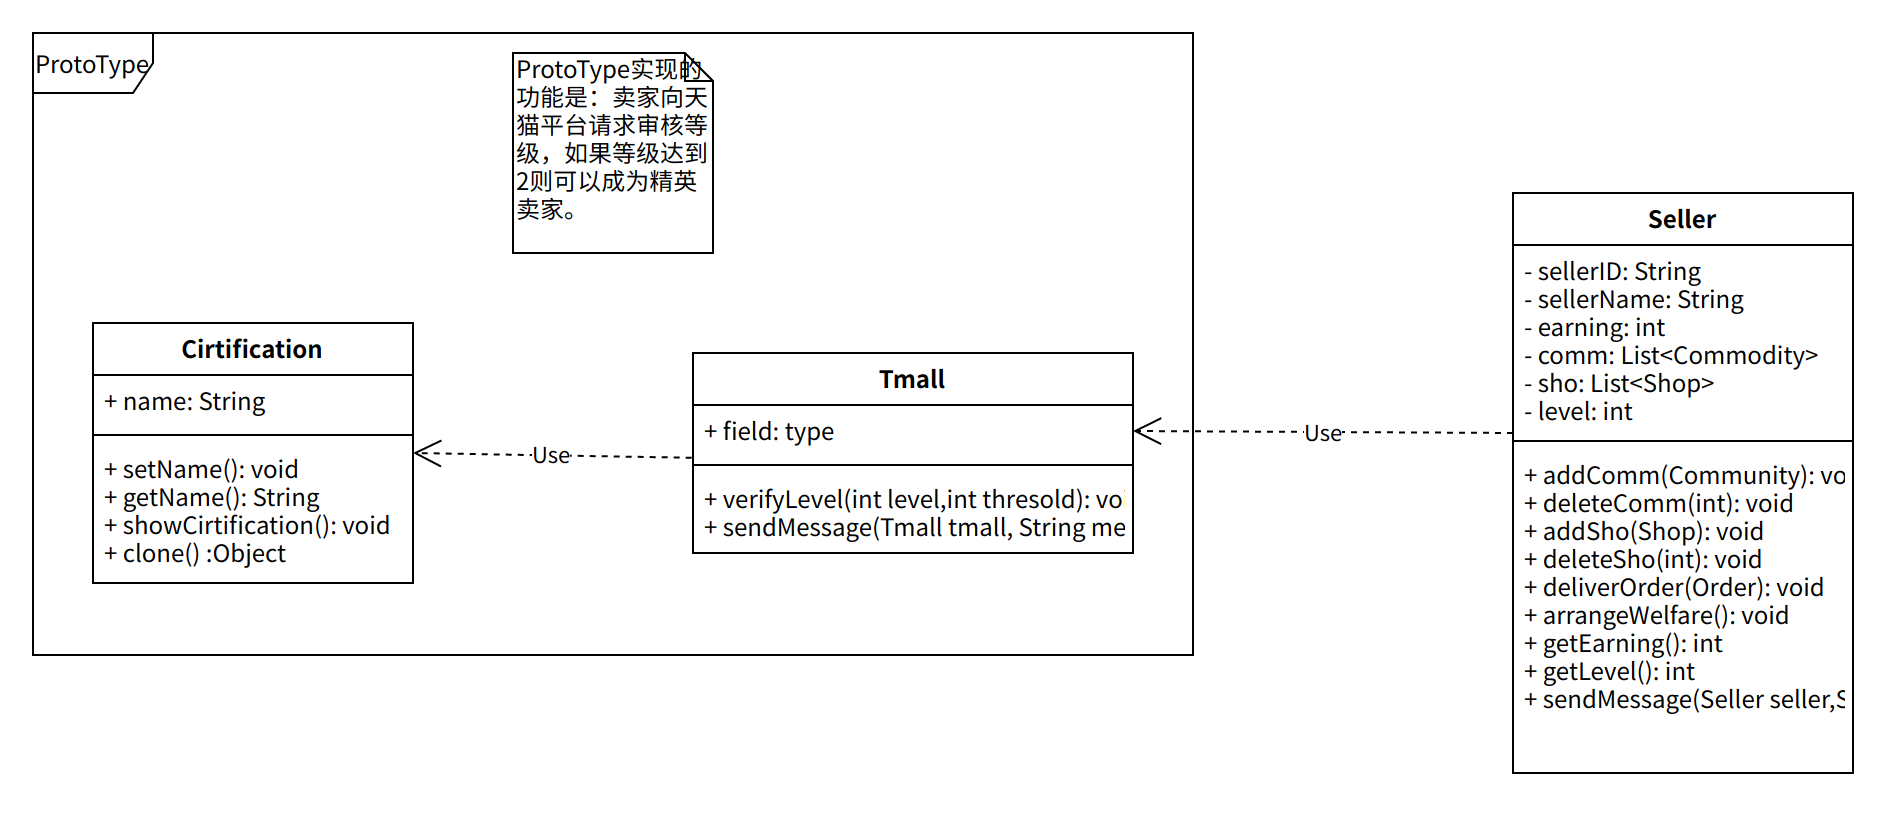 ProtoType
ProtoType实现的
功能是：卖家向天
猫平台请求审核等
级，如果等级达到
2则可以成为精英
卖家。
Cirtification
+ name: String
+ setName(): void
+ getName(): String
+ showCirtification(): void
+ clone() :Object
Use
Tmall
+ field: type
+ verifyLevel(int level,int thresold): voi
+ sendMessage(Tmall tmall, String me
Use
Seller
- sellerID: String
- sellerName: String
- earning: int
- comm: List<Commodity>
- sho: List<Shop>
- level: int
+ addComm(Community): vo
+ deleteComm(int): void
+ addSho(Shop): void
+ deleteSho(int): void
+ deliverOrder(Order): void
+ arrangeWelfare(): void
+ getEarning(): int
+ getLevel(): int
+ sendMessage(Seller seller,S